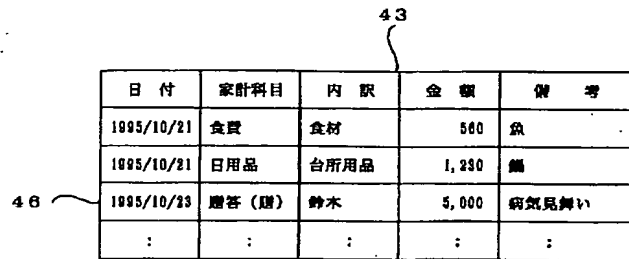 43
日 付 家計科目 内 訳 金 額 備 考
1995/10/21 食費 食材 560 魚
1995/10/21 日用品 台所用品 1,230 鍋
46
1995/10/23 贈答（贈） 鈴木 5,000 病気見舞い
： ： ： ： ：